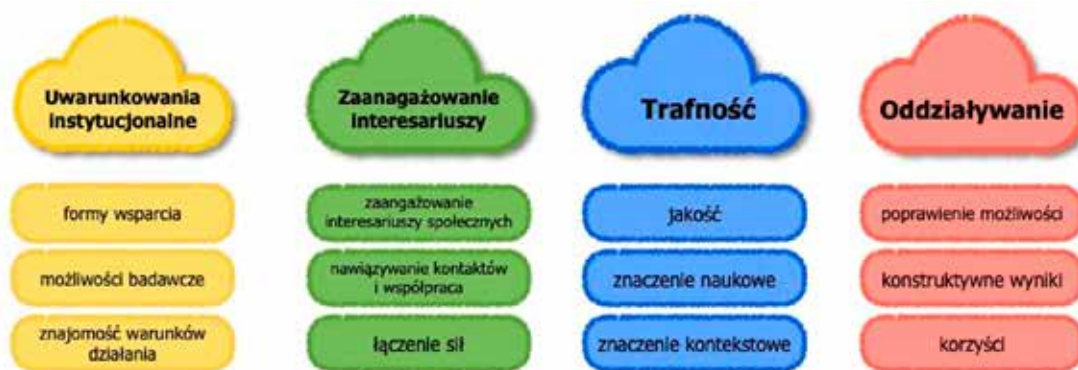 Uwarunkowania
instytucjonalne
formy wsparcia
możliwości badawcze
znajomość warunków
działania
Zaanagażowanie
interesariuszy
zaangażowanie
interesariuszy społecznych
nawiązywanie kontaktów
i współpraca
łączenie sił
Trafność
jakość
znaczenie naukowe
znaczenie kontekstowe
Oddziaływanie
poprawienie możliwości
konstruktywne wyniki
korzyści